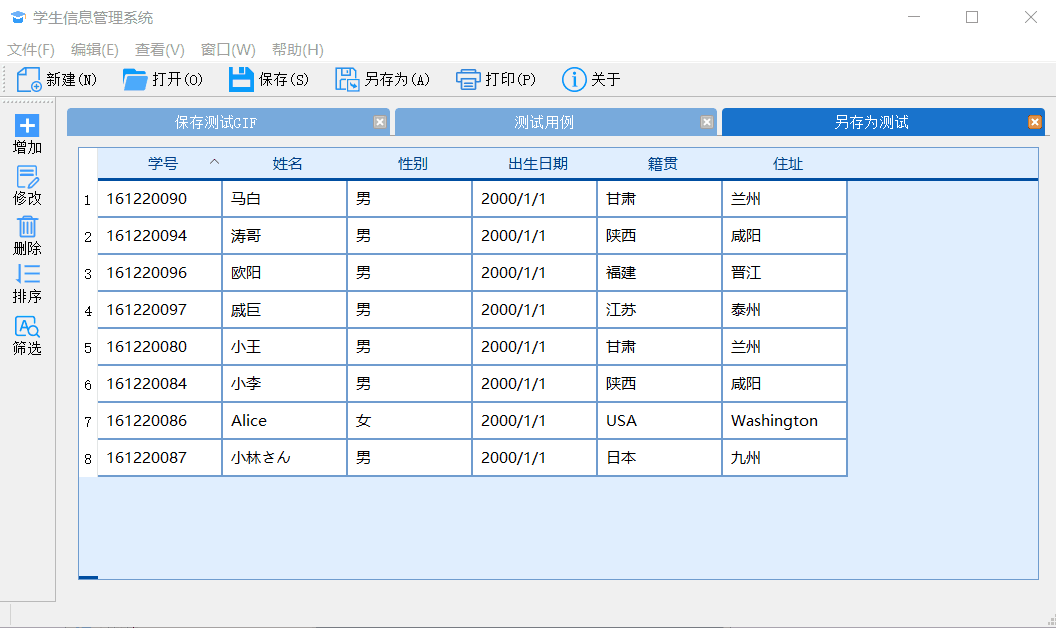 学生信息管理系统
文件(F) 编辑(E) 查看(V) 窗口(W) 帮助(H)
新建(N) 打开(O) 保存(S) 另存为(A) 打印(P) 关于
增加
修改
删除
排序
筛选
保存测试GIF 测试用例 另存为测试
学号 姓名 性别 出生日期 籍贯 住址
1 161220090 马白 男 2000/1/1 甘肃 兰州
2 161220094 涛哥 男 2000/1/1 陕西 咸阳
3 161220096 欧阳 男 2000/1/1 福建 晋江
4 161220097 戚巨 男 2000/1/1 江苏 泰州
5 161220080 小王 男 2000/1/1 甘肃 兰州
6 161220084 小李 男 2000/1/1 陕西 咸阳
7 161220086 Alice 女 2000/1/1 USA Washington
8 161220087 小林さん 男 2000/1/1 日本 九州